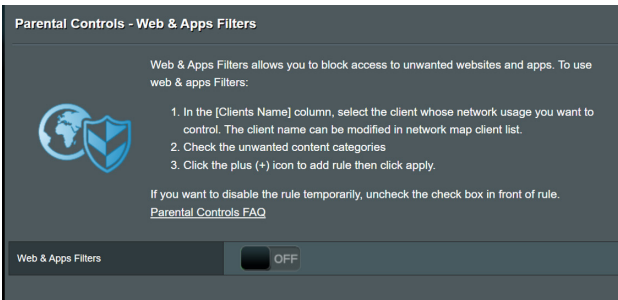 Parental Controls - Web & Apps Filters
Web & Apps Filters allows you to block access to unwanted websites and apps. To use
web & apps Filters:
1. In the [Clients Name] column, select the client whose network usage you want to
control. The client name can be modified in network map client list.
2. Check the unwanted content categories
3. Click the plus (+) icon to add rule then click apply.
If you want to disable the rule temporarily, uncheck the check box in front of rule.
Parental Controls FAQ
Web & Apps Filters
OFF